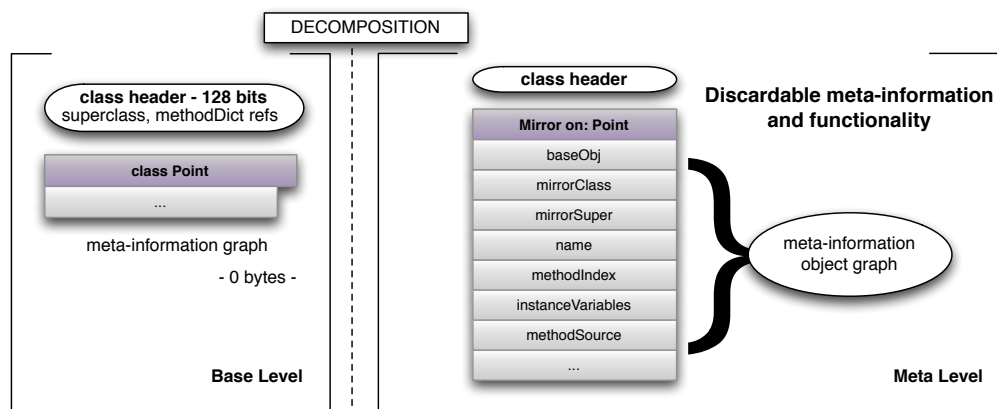 DECOMPOSITION
class header - 128 bits
superclass, methodDict refs
class Point
...
meta-information graph
- 0 bytes -
Base Level
class header
Mirror on: Point
baseObj
mirrorClass
mirrorSuper
name
methodIndex
instanceVariables
methodSource
...
Discardable meta-information
and functionality
meta-information
object graph
Meta Level